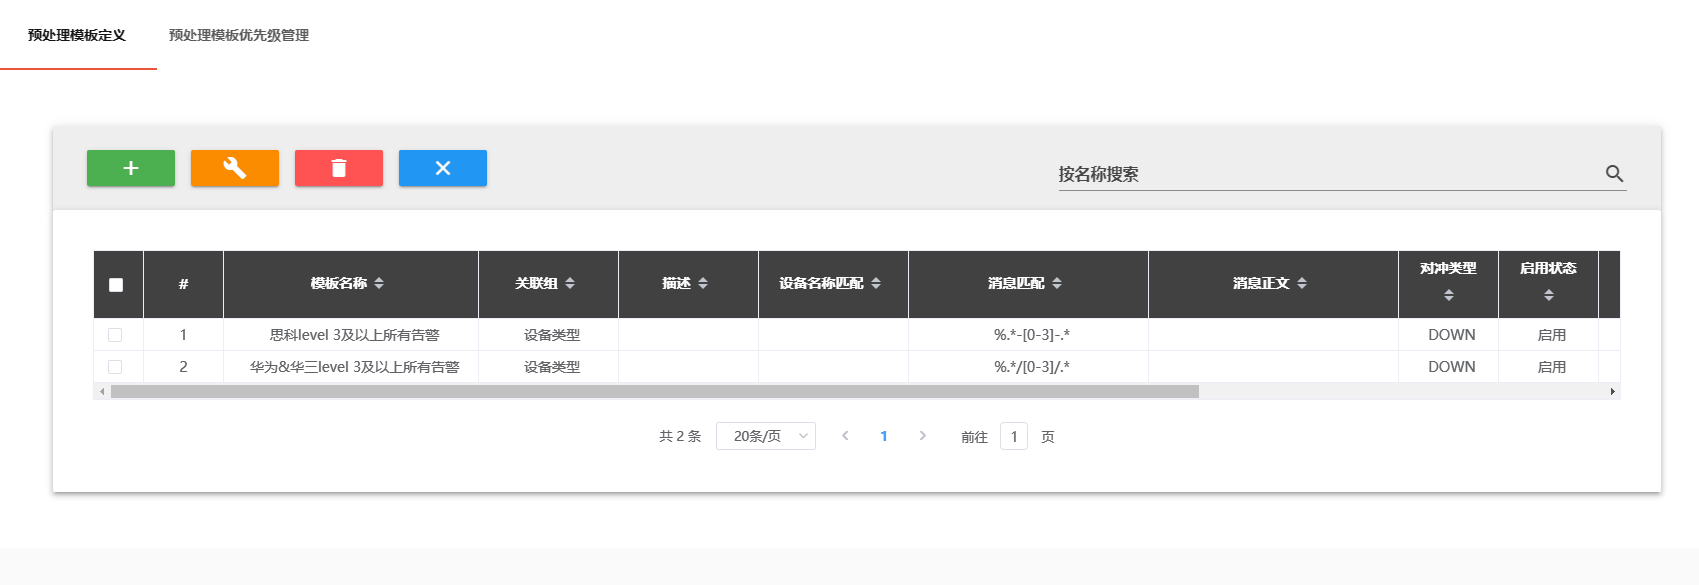 预处理模板定义 预处理模板优先级管理
按名称搜索
# 模板名称 关联组 描述 设备名称匹配 消息匹配 消息正文 对冲类型 启用状态
1 思科level 3及以上所有告警 设备类型 %.*-[0-3]-.* DOWN 启用
2 华为&华三level 3及以上所有告警 设备类型 %.*/[0-3]/.* DOWN 启用
共 2 条 20条/页 1 前往 1 页